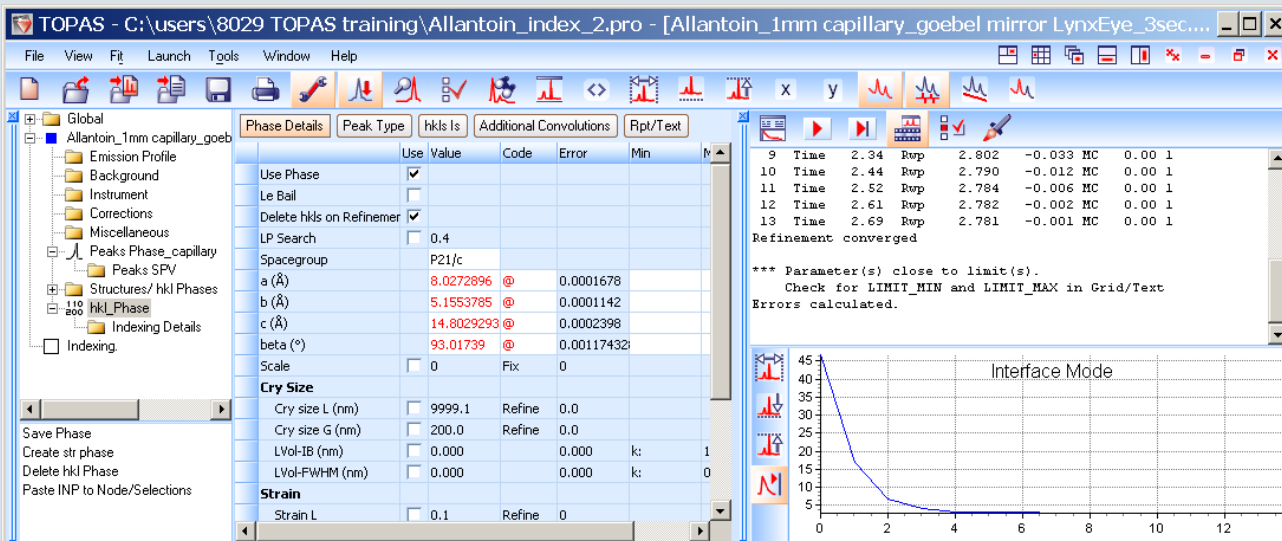 TOPAS - C:\users\8029 TOPAS training\Allantoin_index_2.pro - [Allantoin_1mm capillary_goebel mirror LynxEye_3sec....
File View Fit Launch Tools Window Help
x y
Global
Allantoin_1mm capillary_goeb
Emission Profile
Background
Instrument
Corrections
Miscellaneous
Peaks Phase_capillary
Peaks SPV
Structures/ hkl Phases
110
200 hkl_Phase
Indexing Details
Indexing.
Save Phase
Create str phase
Delete hkl Phase
Paste INP to Node/Selections
Phase Details Peak Type hkls Is Additional Convolutions Rpt/Text
Use Value Code Error Min M
Use Phase
Le Bail
Delete hkls on Refinemer
LP Search 0.4
Spacegroup P21/c
a (Å) 8.0272896 @ 0.0001678
b (Å) 5.1553785 @ 0.0001142
c (Å) 14.8029293 @ 0.0002398
beta (°) 93.01739 @ 0.00117432
Scale 0 Fix 0
Cry Size
Cry size L (nm) 9999.1 Refine 0.0
Cry size G (nm) 200.0 Refine 0.0
LVol-IB (nm) 0.000 0.000 k: 1
LVol-FWHM (nm) 0.000 0.000 k: 0
Strain
Strain L 0.1 Refine 0
9 Time 2.34 Rwp 2.802 -0.033 MC 0.00 1
10 Time 2.44 Rwp 2.790 -0.012 MC 0.00 1
11 Time 2.52 Rwp 2.784 -0.006 MC 0.00 1
12 Time 2.61 Rwp 2.782 -0.002 MC 0.00 1
13 Time 2.69 Rwp 2.781 -0.001 MC 0.00 1
Refinement converged
*** Parameter(s) close to limit(s).
Check for LIMIT_MIN and LIMIT_MAX in Grid/Text
Errors calculated.
Interface Mode
45
40
35
30
25
20
15
10
5
0 2 4 6 8 10 12